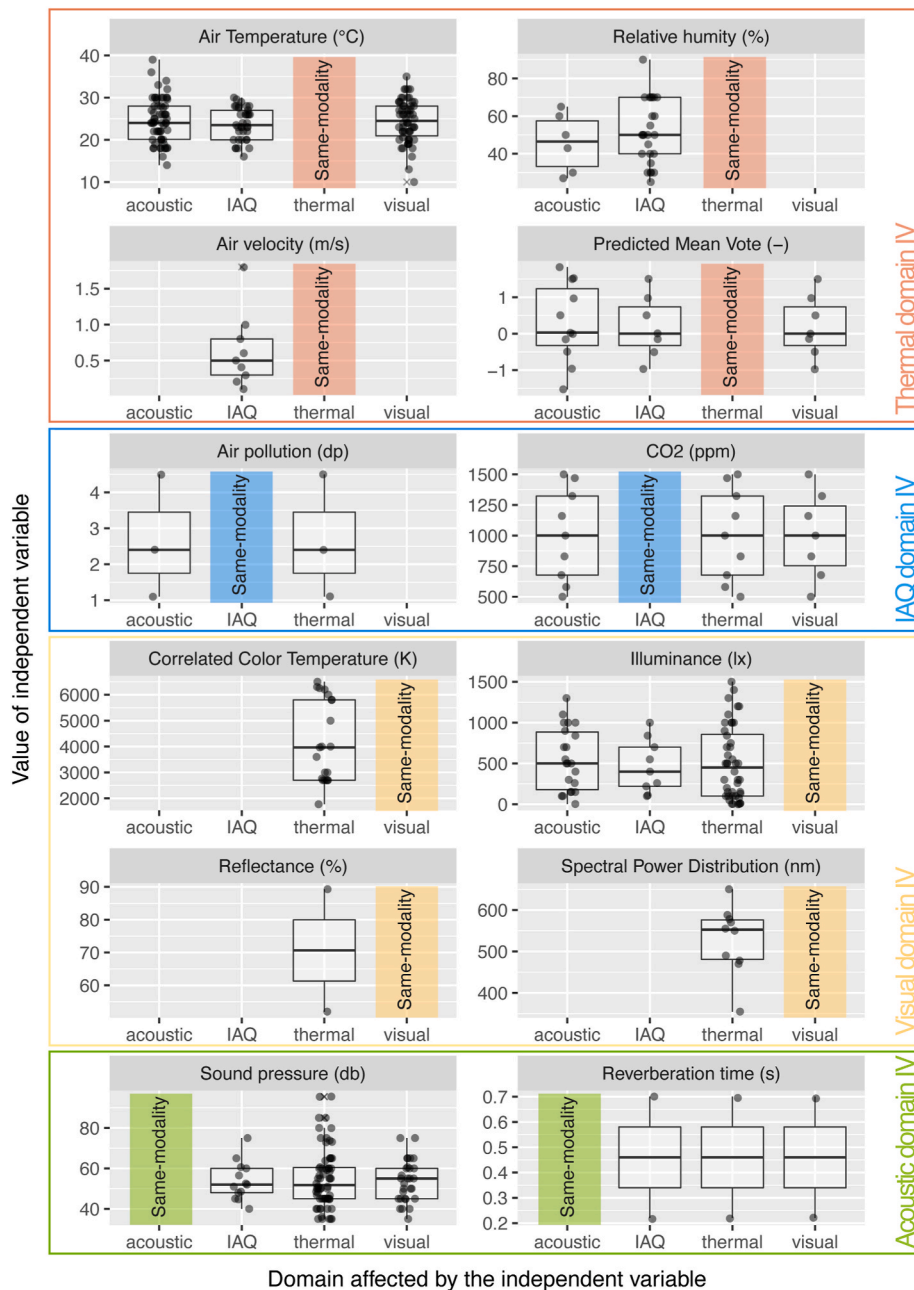 Air Temperature (°C)
40
30
20
10
Same-modality
acoustic IAQ thermal visual
Relative humity (%)
80
60
40
Same-modality
acoustic IAQ thermal visual
Air velocity (m/s)
1.5
1.0
0.5
Same-modality
acoustic IAQ thermal visual
Predicted Mean Vote (−)
1
0
−1
Same-modality
acoustic IAQ thermal visual
Thermal domain IV
Air pollution (dp)
4
3
2
1
Same-modality
acoustic IAQ thermal visual
CO2 (ppm)
1500
1250
1000
750
500
Same-modality
acoustic IAQ thermal visual
IAQ domain IV
Value of independent variable
Correlated Color Temperature (K)
6000
5000
4000
3000
2000
Same-modality
acoustic IAQ thermal visual
Illuminance (lx)
1500
1000
500
0
Same-modality
acoustic IAQ thermal visual
Reflectance (%)
90
80
70
60
Same-modality
acoustic IAQ thermal visual
Spectral Power Distribution (nm)
600
500
400
Same-modality
acoustic IAQ thermal visual
Visual domain IV
Sound pressure (db)
80
60
40
Same-modality
acoustic IAQ thermal visual
Reverberation time (s)
0.7
0.6
0.5
0.4
0.3
0.2
Same-modality
acoustic IAQ thermal visual
Acoustic domain IV
Domain affected by the independent variable